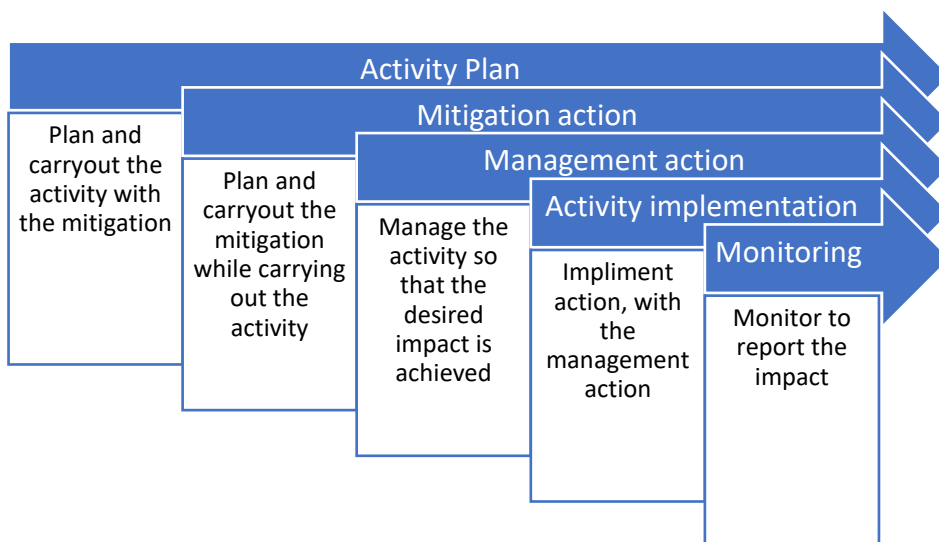 Activity Plan
Plan and
carryout the
activity with
the mitigation
Mitigation action
Plan and
carryout the
mitigation
while carrying
out the
activity
Management action
Manage the
activity so
that the
desired
impact is
achieved
Activity implementation
Impliment
action, with
the
management
action
Monitoring
Monitor to
report the
impact